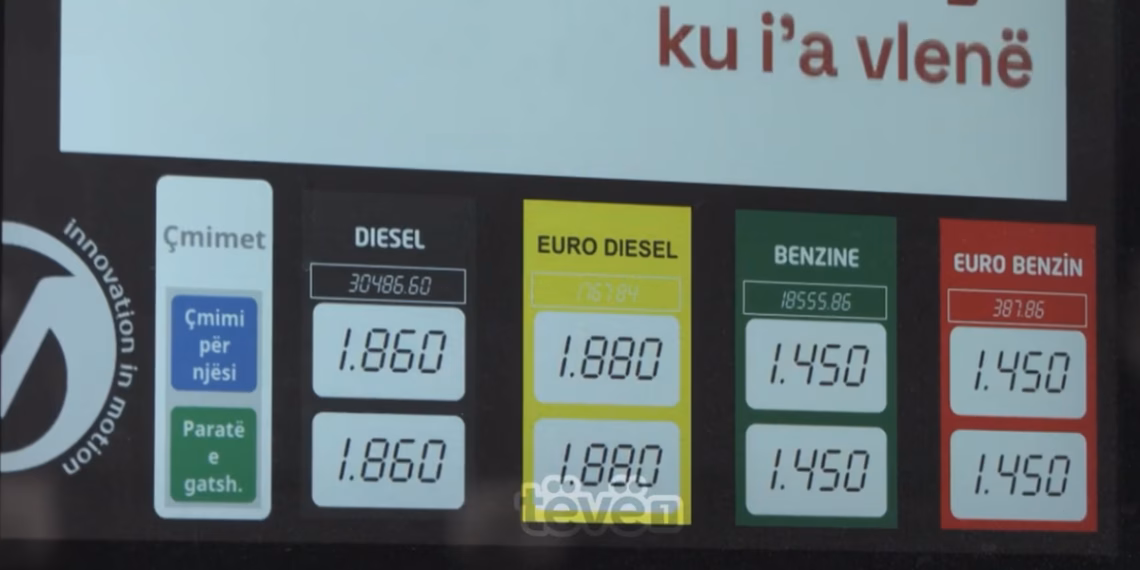 ku i'a vlenë
innovation in motion
Çmimet
Çmimi
për
njësi
Paratë
e
gatsh.
DIESEL
30486.60
1.860
1.860
EURO DIESEL
1.880
1.880
BENZINE
18555.86
1.450
1.450
EURO BENZİN
387.86
1.450
1.450
tëvë1